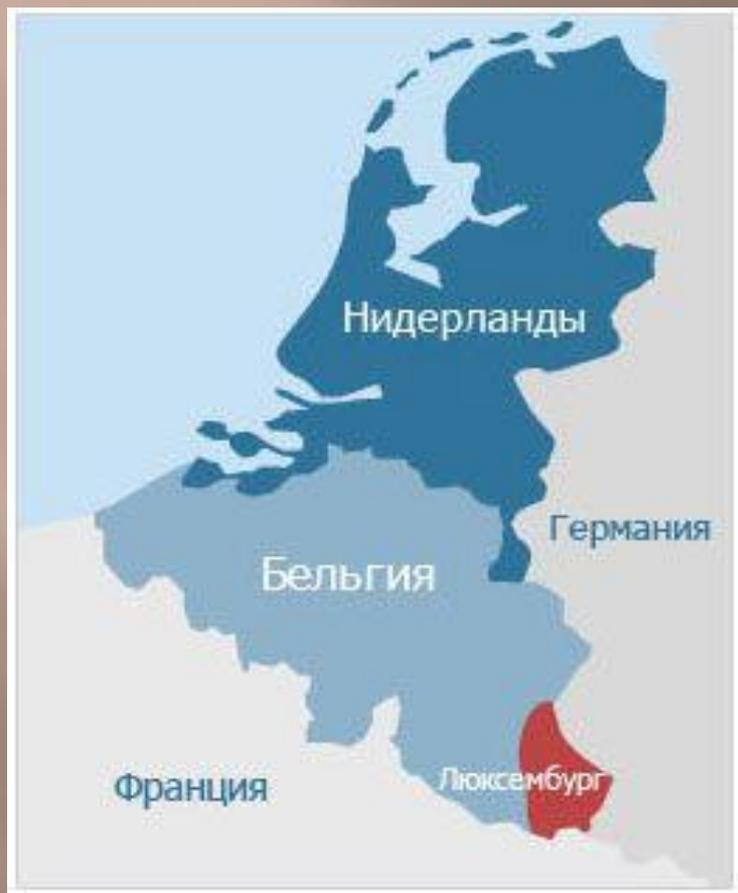 Нидерланды
Германия
Бельгия
Люксембург
Франция